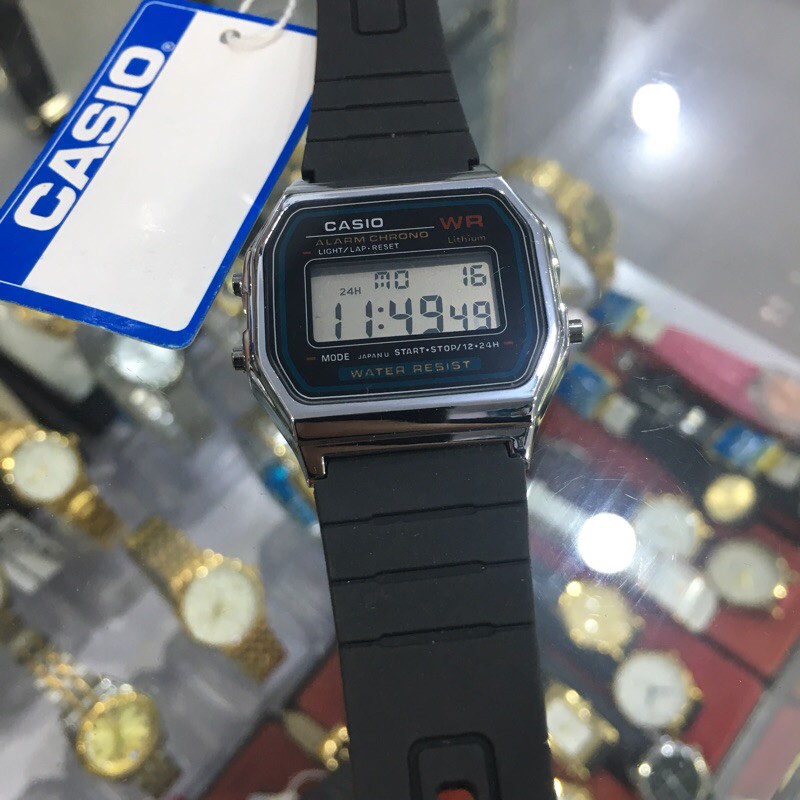 CASIO
CASIO WR
ALARM CHRONO Lithium
LIGHT/LAP•RESET
24H MO 16
11:49 49
MODE JAPAN U START•STOP/12•24H
WATER RESIST